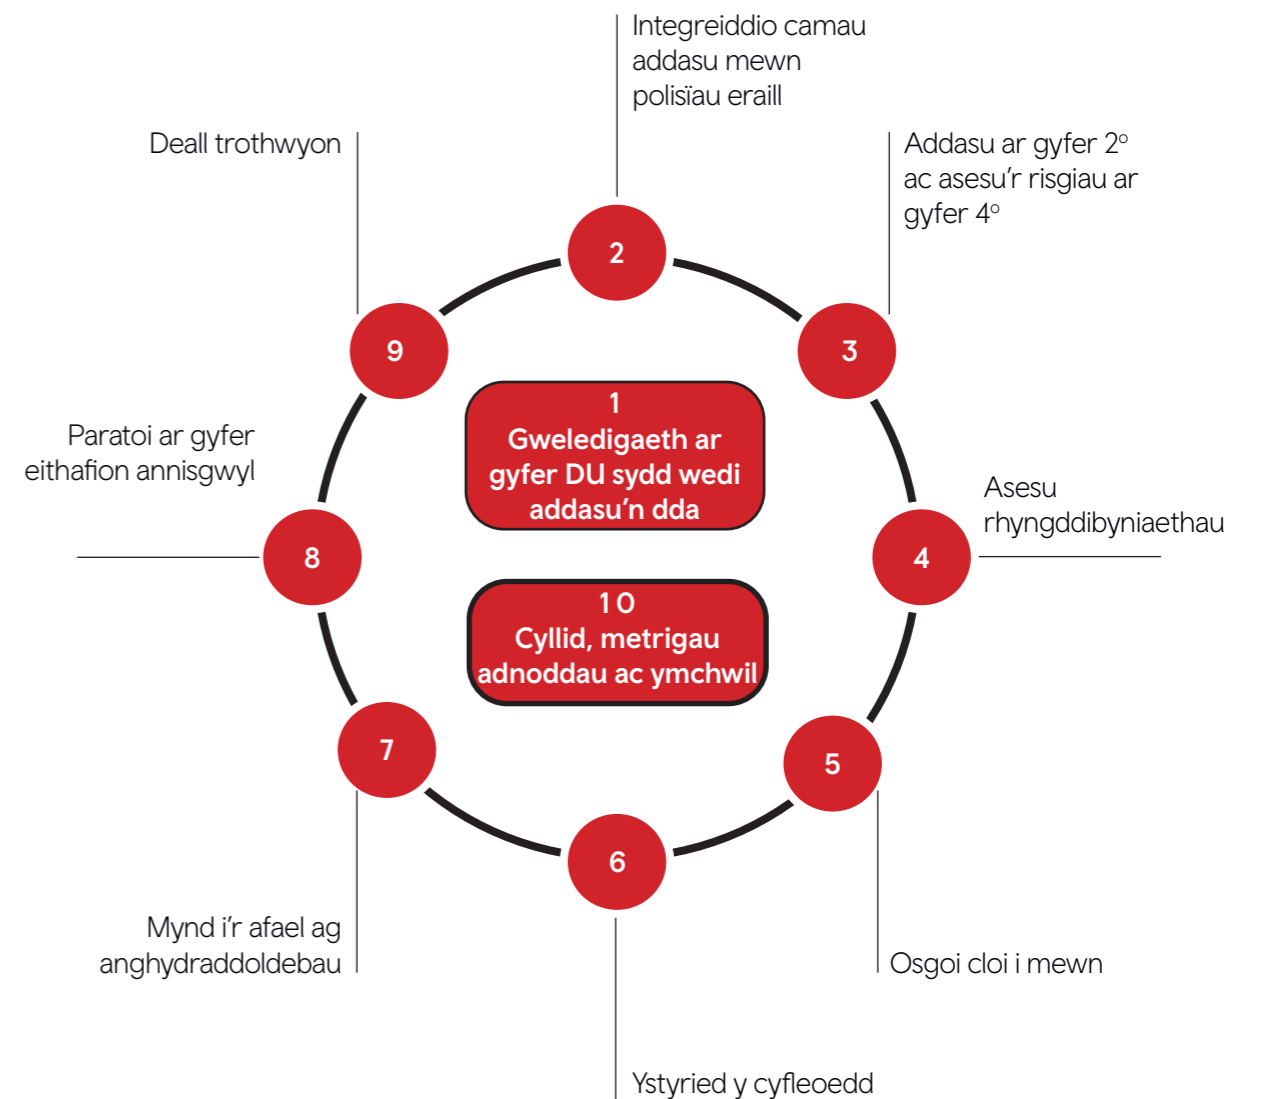 Integreiddio camau
addasu mewn
polisïau eraill
Deall trothwyon
Addasu ar gyfer 2º
ac asesu’r risgiau ar
gyfer 4º
2
9
3
1
Gweledigaeth ar
gyfer DU sydd wedi
addasu’n dda
Paratoi ar gyfer
eithafion annisgwyl
Asesu
rhyngddibyniaethau
8
4
10
Cyllid, metrigau
adnoddau ac ymchwil
7
5
6
Mynd i’r afael ag
anghydraddoldebau
Osgoi cloi i mewn
Ystyried y cyfleoedd